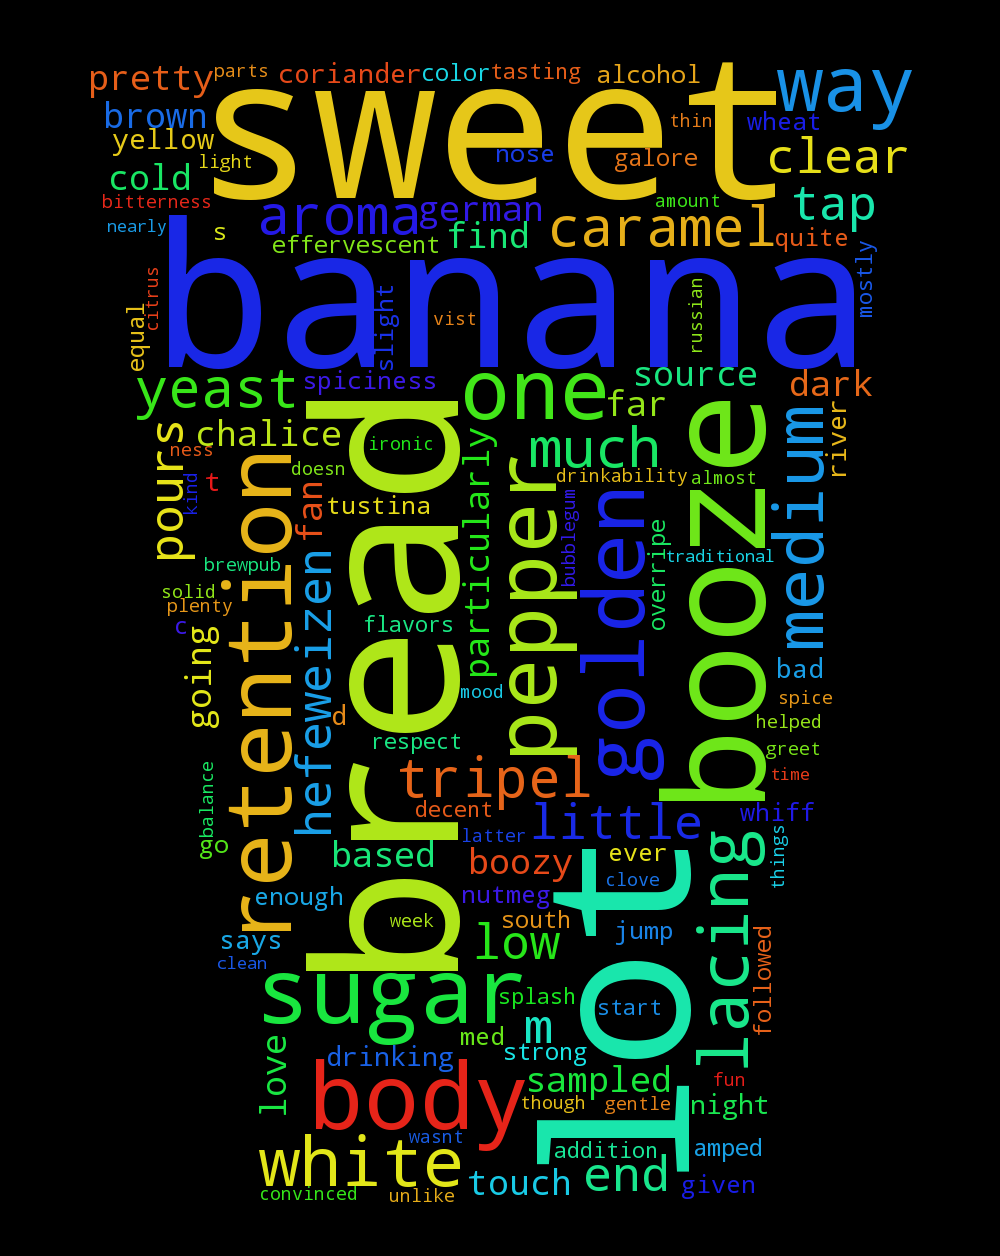 sweet
pretty
parts
coriander
color
tasting
alcohol
way
brown
thin
wheat
yellow
light
nose
galore
clear
cold
bitterness
aroma
german
amount
tap
nearly
s
effervescent
find
caramel
quite
banana
mostly
citrus
equal
slight
vist
russian
yeast
spiciness
one
source
dark
far
chalice
pours
ness
ironic
much
medium
river
kind
t
doesn
particularly
drinkability
almost
retention
fan
tustina
bread
pepper
bubblegum
golden
overripe
booze
traditional
brewpub
hefeweizen
solid
plenty
c
flavors
going
mood
bad
spice
d
respect
helped
greet
tripel
time
decent
little
whiff
balance
go
latter
things
based
boozy
ever
lacing
enough
nutmeg
clove
lot
week
south
jump
says
low
followed
clean
sugar
splash
start
m
med
strong
love
drinking
body
sampled
fun
though
gentle
night
wasnt
white
addition
amped
touch
end
given
convinced
unlike